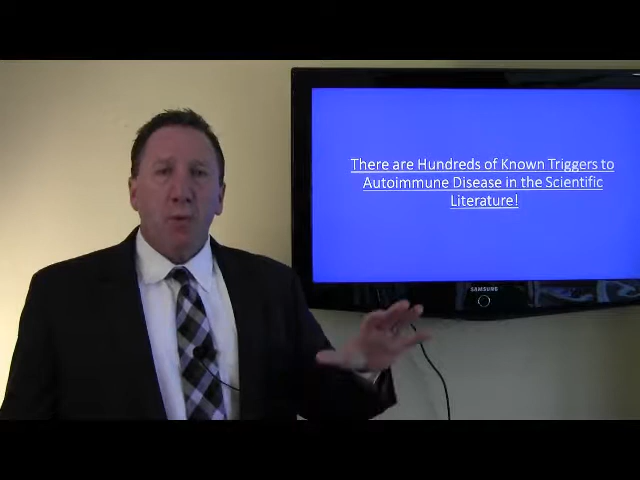 There are Hundreds of Known Triggers to
Autoimmune Disease in the Scientific
Literature!
SAMSUNG